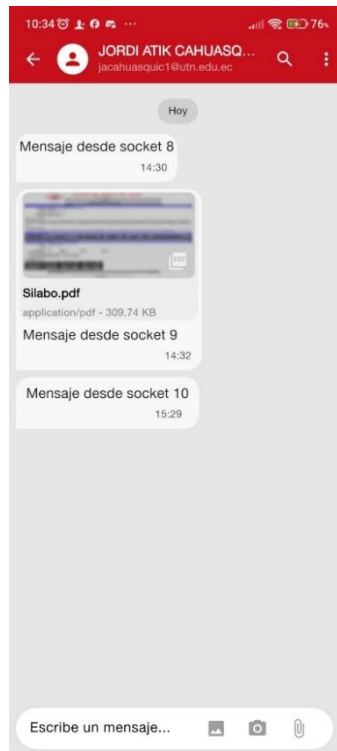 10:34 ... 76%
JORDI ATIK CAHUASQ...
jacahuasquic1@utn.edu.ec
Hoy
Mensaje desde socket 8
14:30
PDF
Silabo.pdf
application/pdf - 309.74 KB
Mensaje desde socket 9
14:32
Mensaje desde socket 10
15:29
Escribe un mensaje...